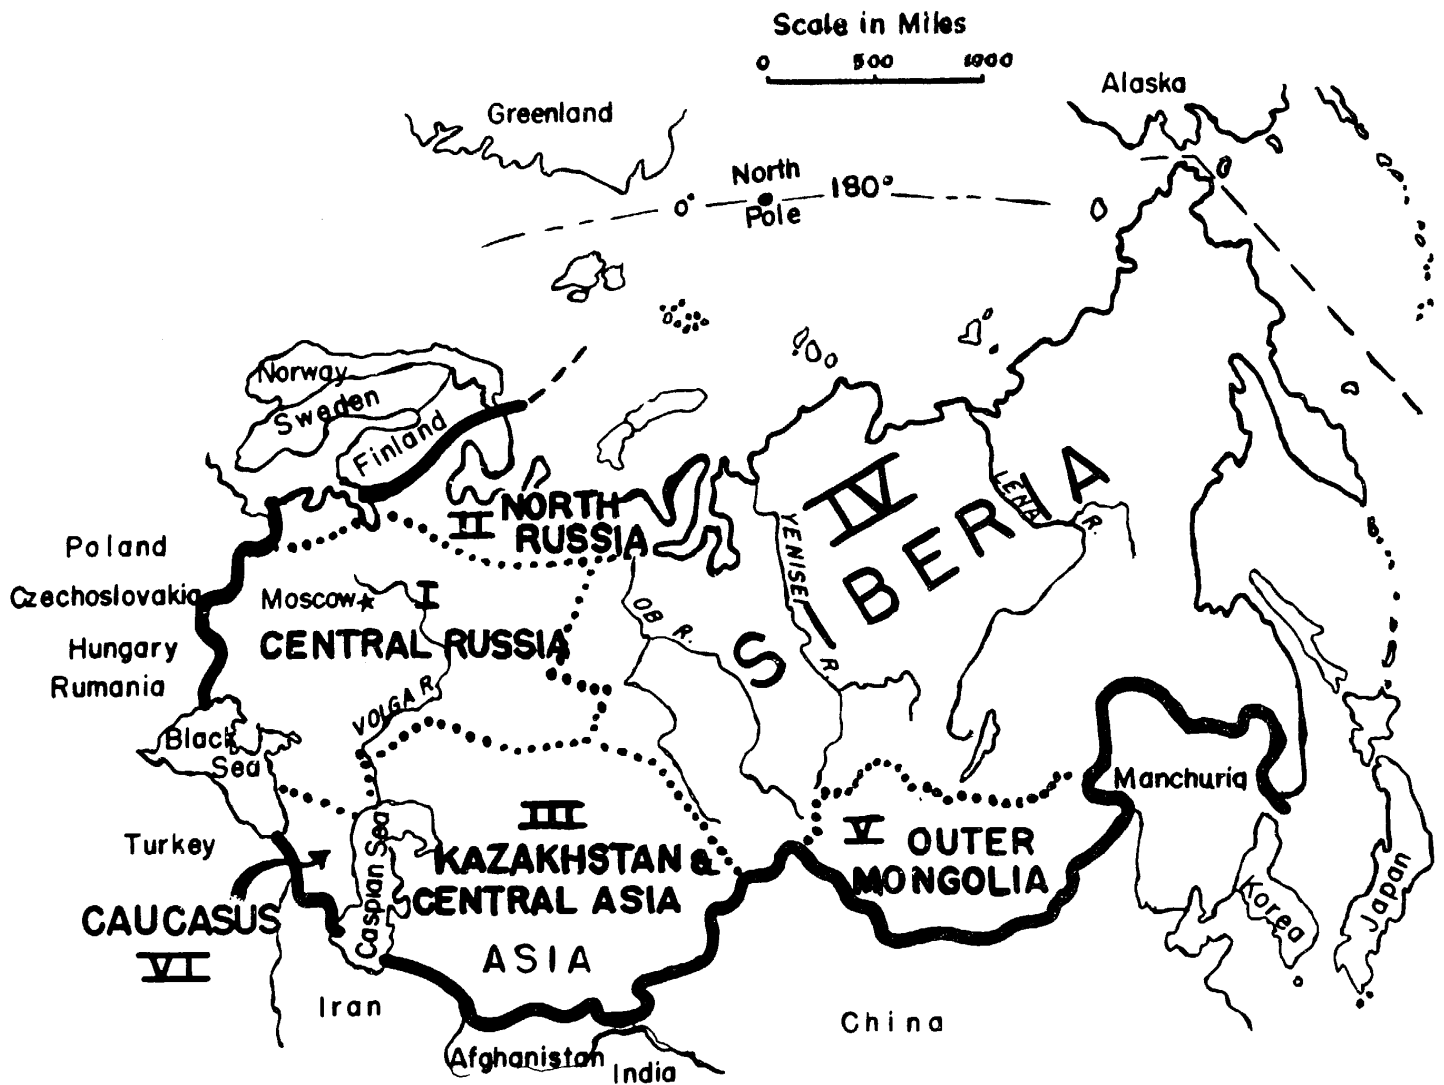 Scale in Miles
0 500 1000
Alaska
Greenland
North
Pole
0°
180°
Norway
Sweden
Finland
II NORTH
RUSSIA
IV
SIBERIA
LENA R.
YENISEI R.
OB R.
Poland
Czechoslovakia
Hungary
Rumania
Moscow
I
CENTRAL RUSSIA
VOLGA R.
Black
Sea
Turkey
CAUCASUS
VI
Caspian Sea
III
KAZAKHSTAN &
CENTRAL ASIA
ASIA
V OUTER
MONGOLIA
Manchuria
Korea
Japan
Iran
Afghanistan
India
China